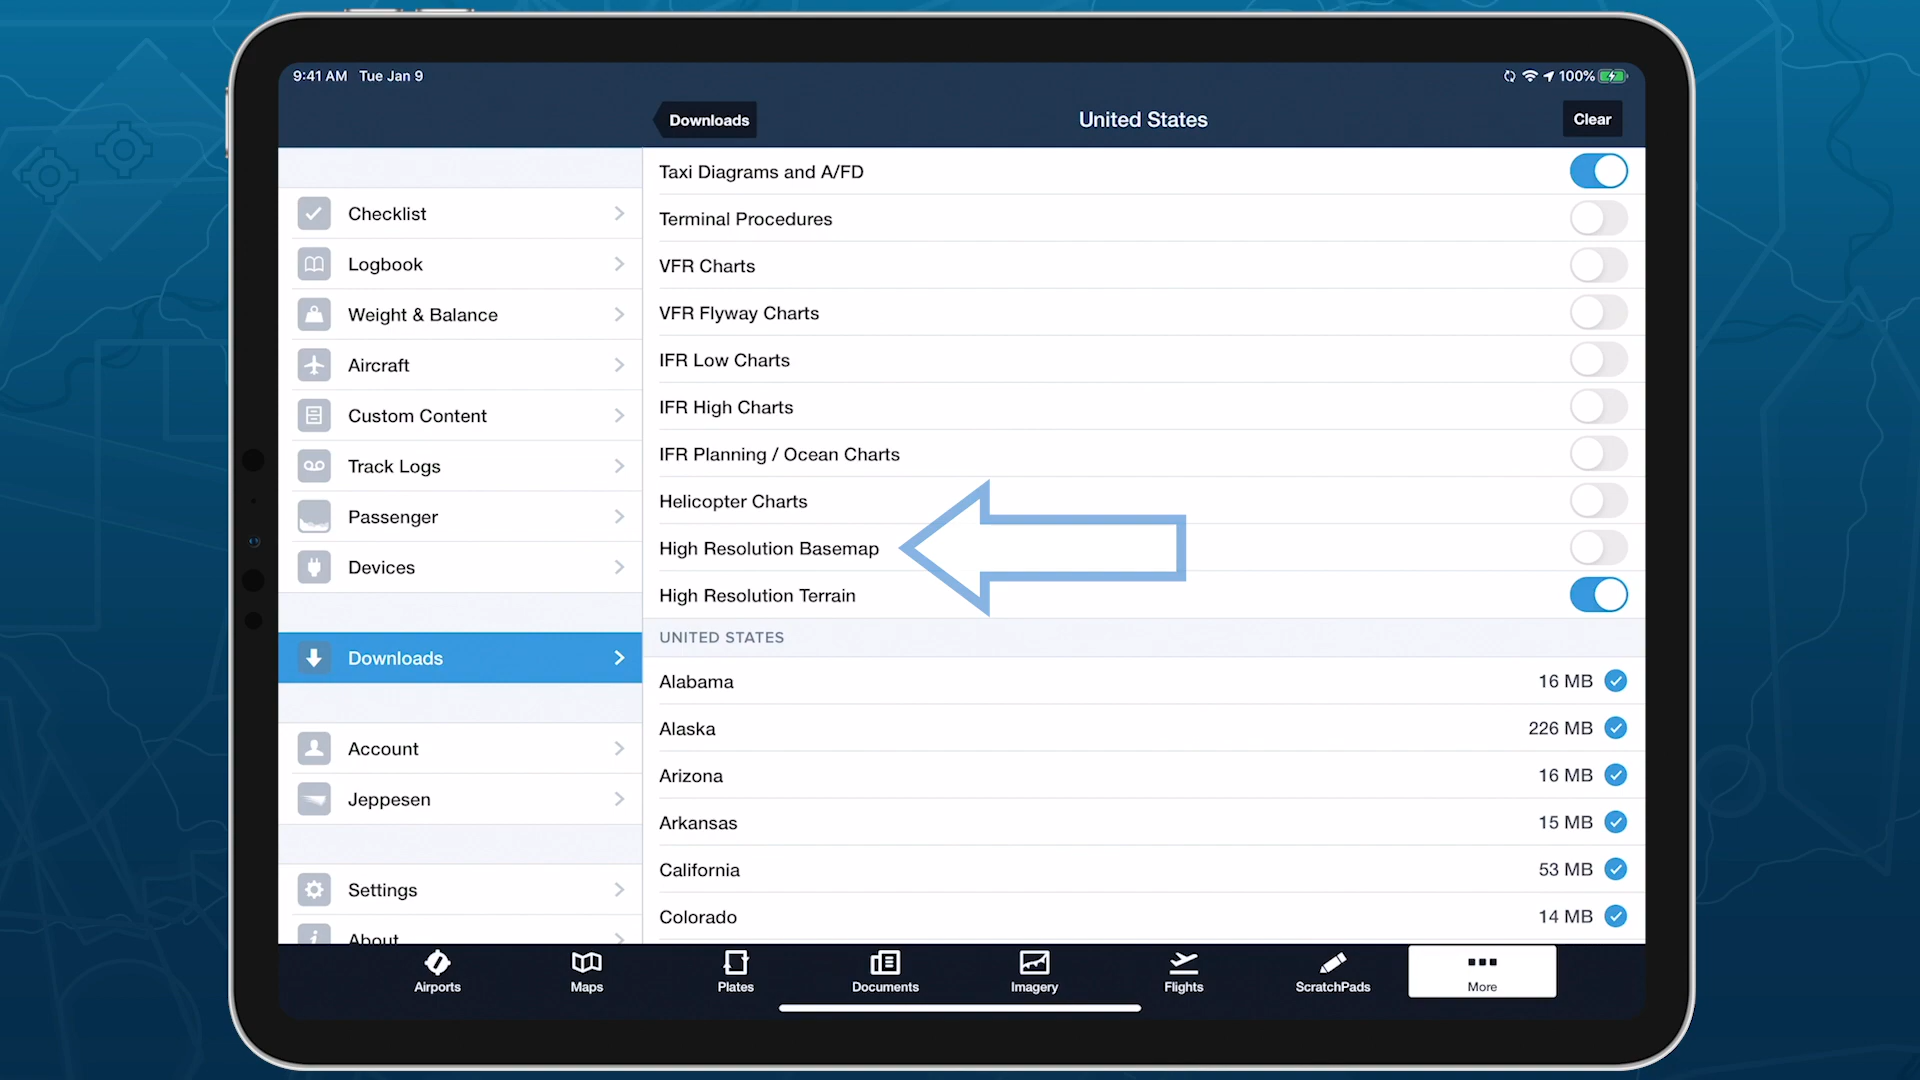 9:41 AM Tue Jan 9
100%
Downloads
United States
Clear
Checklist
Logbook
Weight & Balance
Aircraft
Custom Content
Track Logs
Passenger
Devices
Downloads
Account
Jeppesen
Settings
About
Taxi Diagrams and A/FD
Terminal Procedures
VFR Charts
VFR Flyway Charts
IFR Low Charts
IFR High Charts
IFR Planning / Ocean Charts
Helicopter Charts
High Resolution Basemap
High Resolution Terrain
UNITED STATES
Alabama 16 MB
Alaska 226 MB
Arizona 16 MB
Arkansas 15 MB
California 53 MB
Colorado 14 MB
Airports
Maps
Plates
Documents
Imagery
Flights
ScratchPads
More